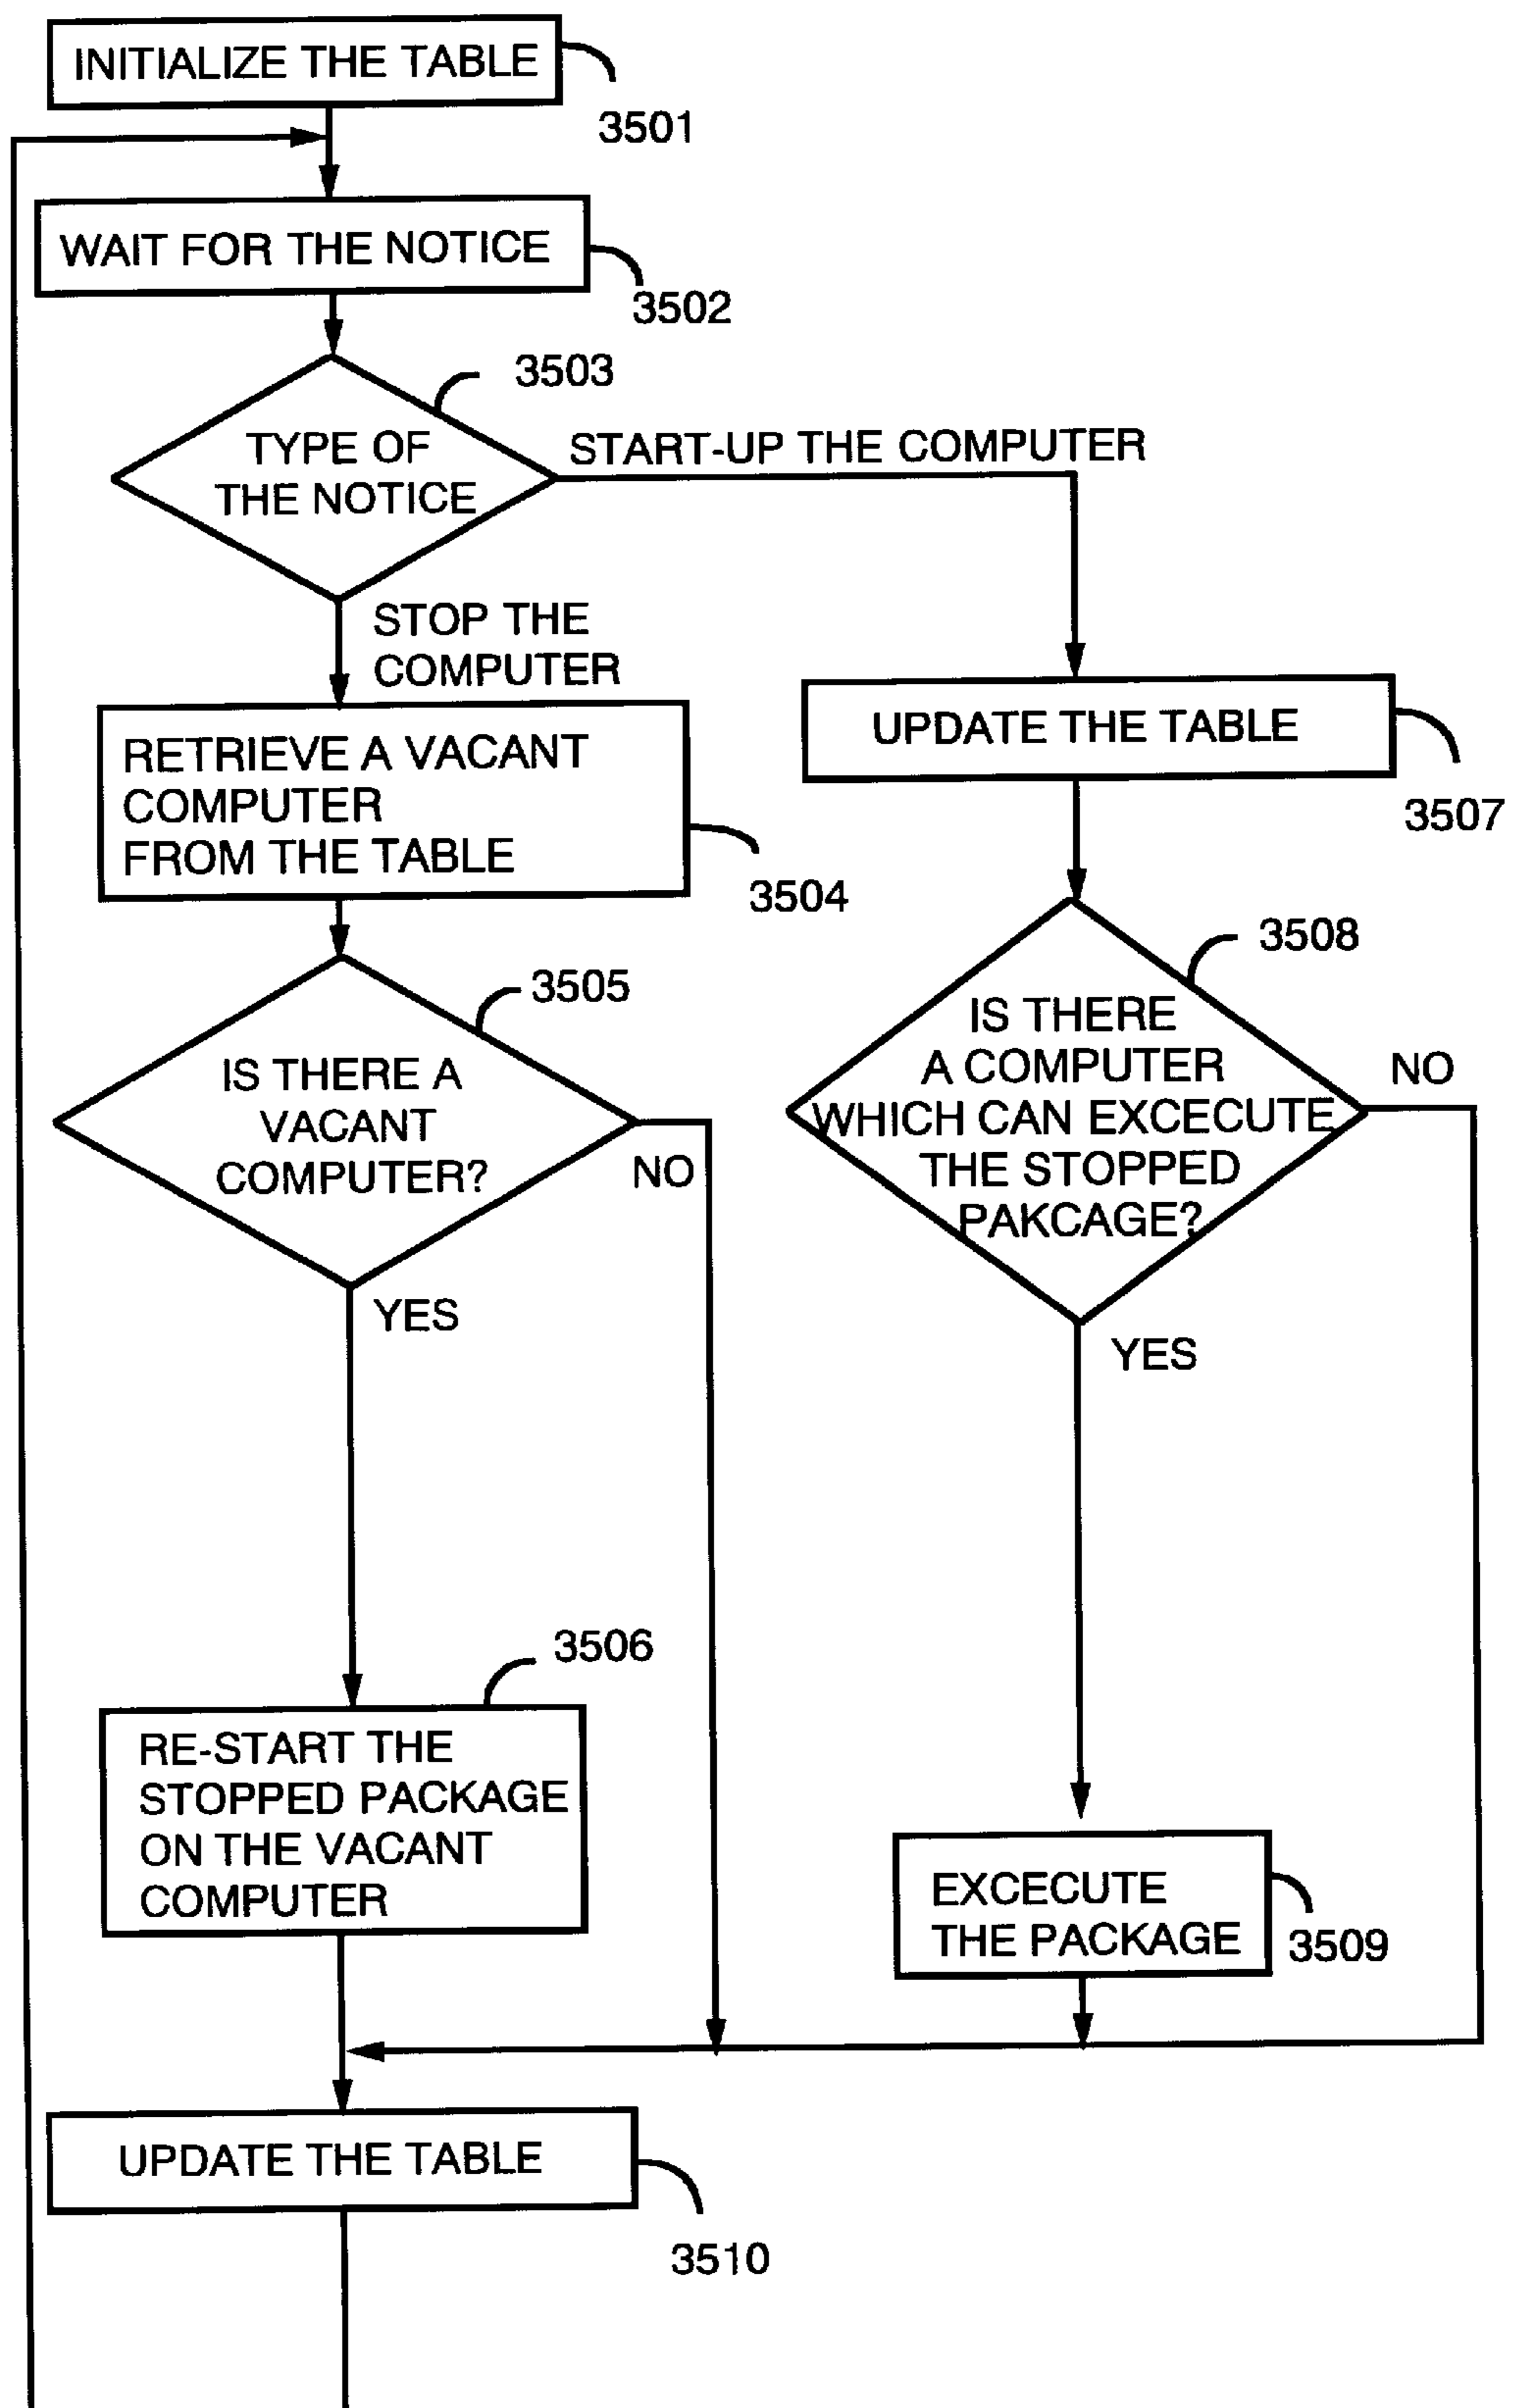 INITIALIZE THE TABLE
3501
WAIT FOR THE NOTICE
3502
3503
TYPE OF
THE NOTICE
START-UP THE COMPUTER
STOP THE
COMPUTER
RETRIEVE A VACANT
COMPUTER
FROM THE TABLE
3504
UPDATE THE TABLE
3507
3505
IS THERE A
VACANT
COMPUTER?
NO
YES
3508
IS THERE
A COMPUTER
WHICH CAN EXCECUTE
THE STOPPED
PAKCAGE?
NO
YES
3506
RE-START THE
STOPPED PACKAGE
ON THE VACANT
COMPUTER
EXCECUTE
THE PACKAGE
3509
UPDATE THE TABLE
3510